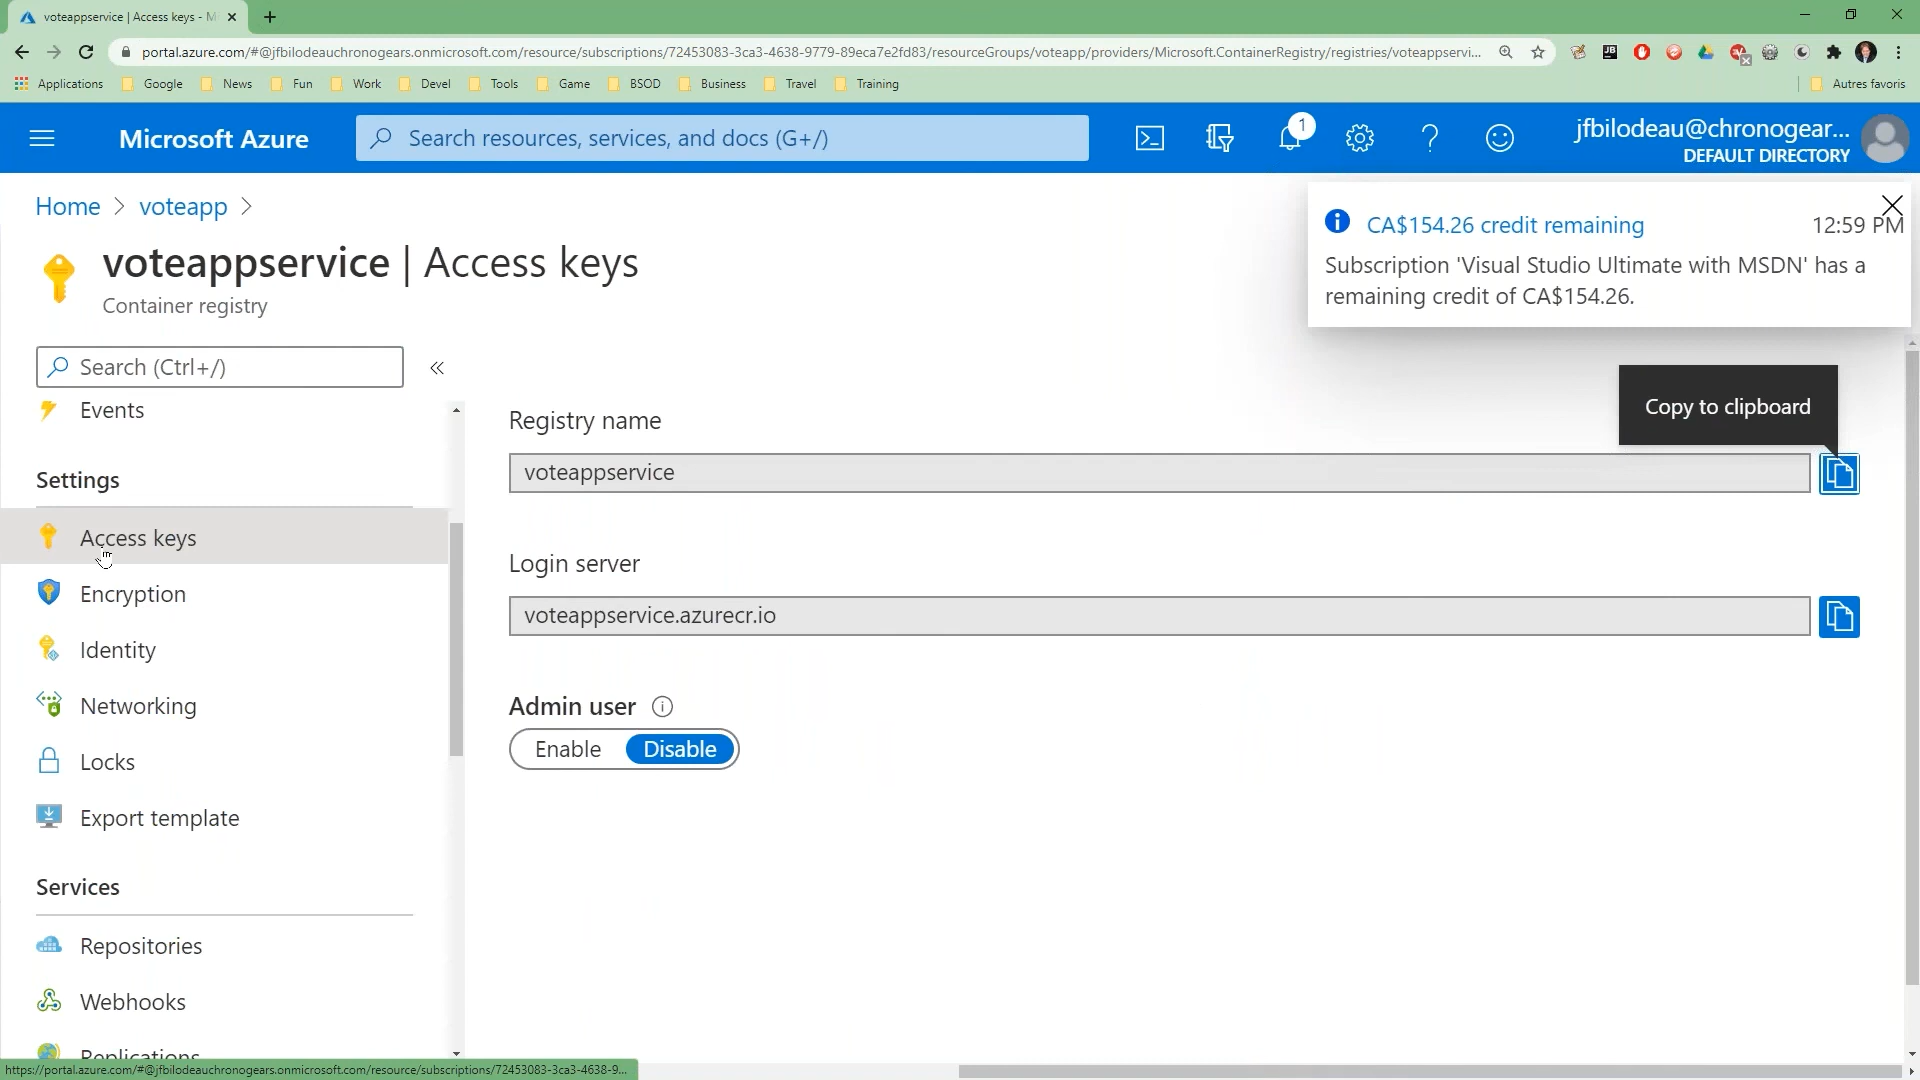 voteappservice | Access keys - M
portal.azure.com/#@jfbilodeauchronogears.onmicrosoft.com/resource/subscriptions/72453083-3ca3-4638-9779-89eca7e2fd83/resourceGroups/voteapp/providers/Microsoft.ContainerRegistry/registries/voteappservi...
Applications
Google
News
Fun
Work
Devel
Tools
Game
BSOD
Business
Travel
Training
Autres favoris
Microsoft Azure
Search resources, services, and docs (G+/)
1
jfbilodeau@chronogear...
DEFAULT DIRECTORY
Home > voteapp >
voteappservice | Access keys
Container registry
CA$154.26 credit remaining
12:59 PM
Subscription 'Visual Studio Ultimate with MSDN' has a
remaining credit of CA$154.26.
Search (Ctrl+/)
«
Copy to clipboard
Events
Settings
Access keys
Encryption
Identity
Networking
Locks
Export template
Services
Repositories
Webhooks
Replications
Registry name
voteappservice
Login server
voteappservice.azurecr.io
Admin user
Enable
Disable
https://portal.azure.com/#@jfbilodeauchronogears.onmicrosoft.com/resource/subscriptions/72453083-3ca3-4638-9...